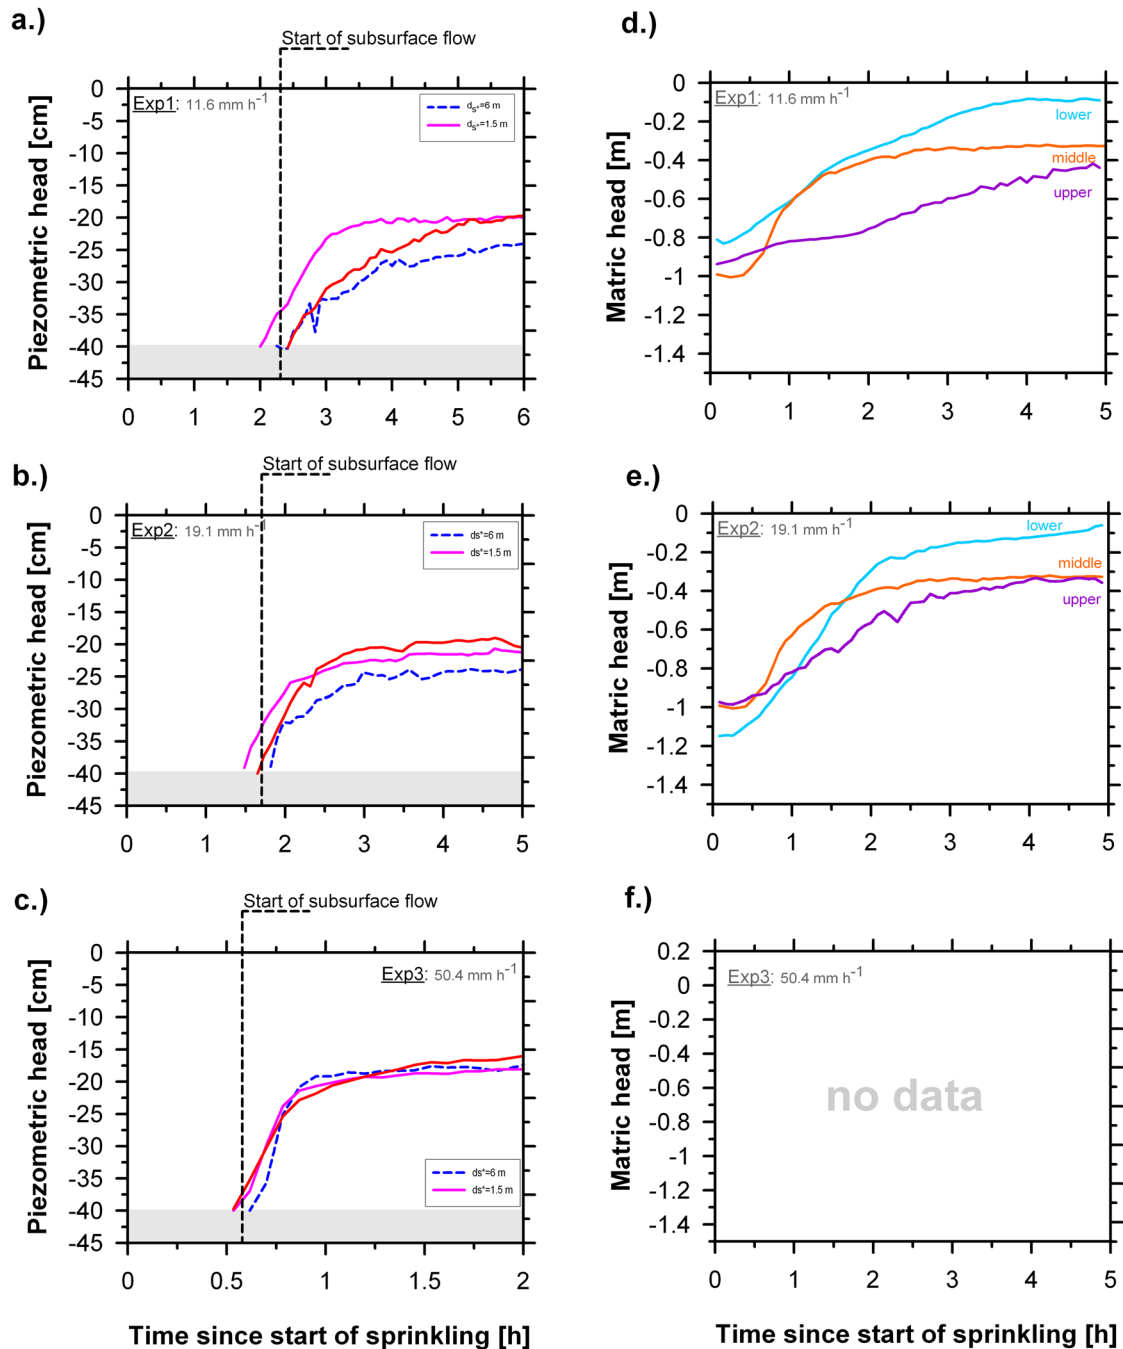 a.)
Start of subsurface flow
Piezometric head [cm]
0
-5
-10
-15
-20
-25
-30
-35
-40
-45
Exp1: 11.6 mm h-1
ds*=6 m
ds*=1.5 m
0 1 2 3 4 5 6
d.)
Matric head [m]
0
-0.2
-0.4
-0.6
-0.8
-1
-1.2
-1.4
Exp1: 11.6 mm h-1
lower
middle
upper
0 1 2 3 4 5
b.)
Start of subsurface flow
Piezometric head [cm]
0
-5
-10
-15
-20
-25
-30
-35
-40
-45
Exp2: 19.1 mm h-1
ds*=6 m
ds*=1.5 m
0 1 2 3 4 5
e.)
Matric head [m]
0
-0.2
-0.4
-0.6
-0.8
-1
-1.2
-1.4
Exp2: 19.1 mm h-1
lower
middle
upper
0 1 2 3 4 5
c.)
Start of subsurface flow
Piezometric head [cm]
0
-5
-10
-15
-20
-25
-30
-35
-40
-45
Exp3: 50.4 mm h-1
ds*=6 m
ds*=1.5 m
0 0.5 1 1.5 2
Time since start of sprinkling [h]
f.)
Matric head [m]
0.2
0
-0.2
-0.4
-0.6
-0.8
-1
-1.2
-1.4
Exp3: 50.4 mm h-1
no data
0 1 2 3 4 5
Time since start of sprinkling [h]